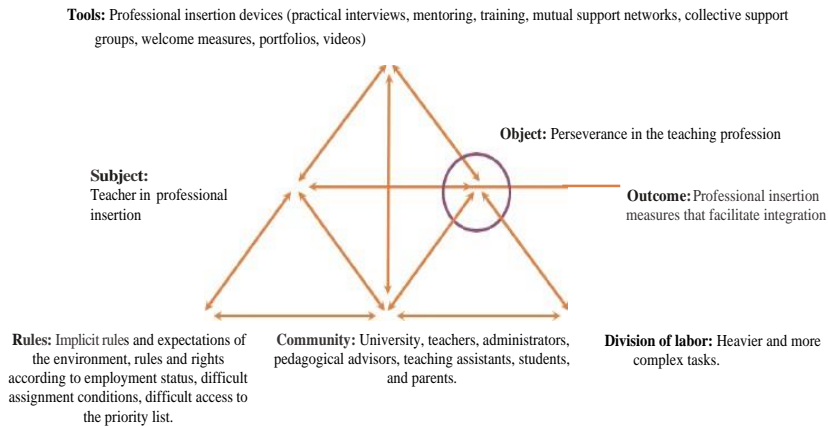 Tools: Professional insertion devices (practical interviews, mentoring, training, mutual support networks, collective support
groups, welcome measures, portfolios, videos)
Object: Perseverance in the teaching profession
Subject:
Teacher in professional
insertion
Outcome: Professional insertion
measures that facilitate integration
Rules: Implicit rules and expectations of
the environment, rules and rights
according to employment status, difficult
assignment conditions, difficult access to
the priority list.
Community: University, teachers, administrators,
pedagogical advisors, teaching assistants, students,
and parents.
Division of labor: Heavier and more
complex tasks.